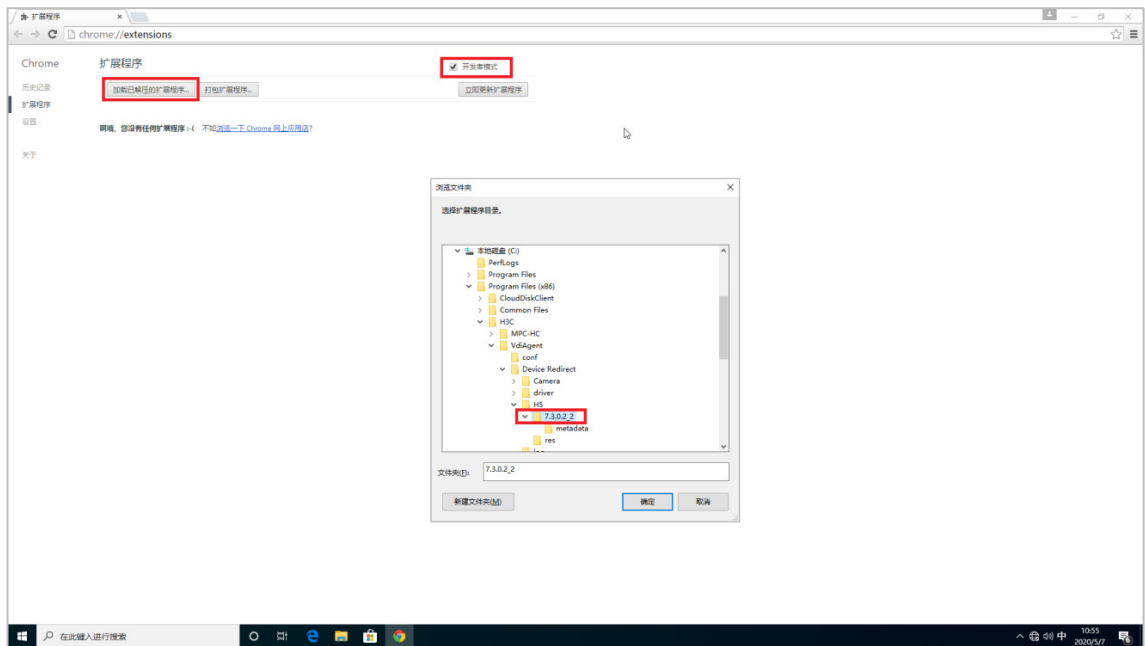 扩展程序
chrome://extensions
Chrome
扩展程序
开发者模式
历史记录
加载已解压的扩展程序...
打包扩展程序...
立即更新扩展程序
扩展程序
设置
啊哦，您没有任何扩展程序 :-( 不如浏览一下 Chrome 网上应用店?
关于
浏览文件夹
选择扩展程序目录。
本地磁盘 (C:)
PerfLogs
Program Files
Program Files (x86)
CloudDiskClient
Common Files
H3C
MPC-HC
VdiAgent
conf
Device Redirect
Camera
driver
H5
7.3.0.2_2
metadata
res
文件夹(F):
7.3.0.2_2
新建文件夹(M)
确定
取消
在此键入进行搜索
中
10:55
2020/5/7